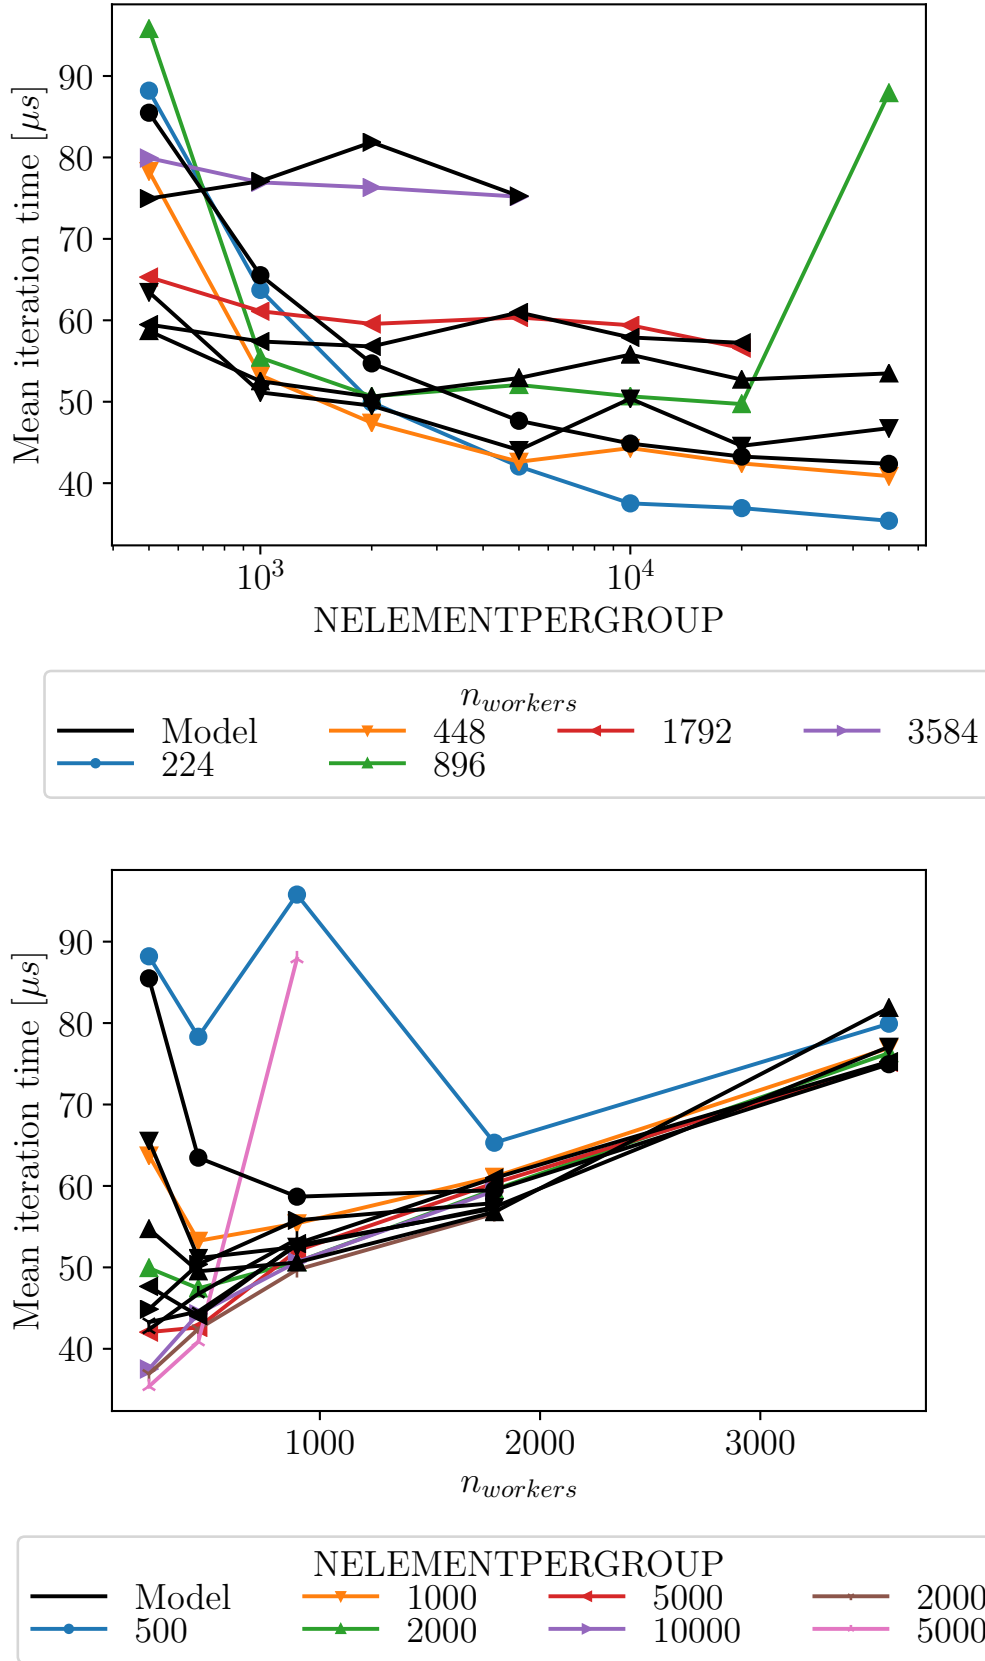 90
80
70
60
50
40
Mean iteration time [μs]
10³ 10⁴
NELEMENTPERGROUP
n_workers
Model 448 1792 3584
224 896
90
80
70
60
50
40
Mean iteration time [μs]
1000 2000 3000
n_workers
NELEMENTPERGROUP
Model 1000 5000 2000
500 2000 10000 5000